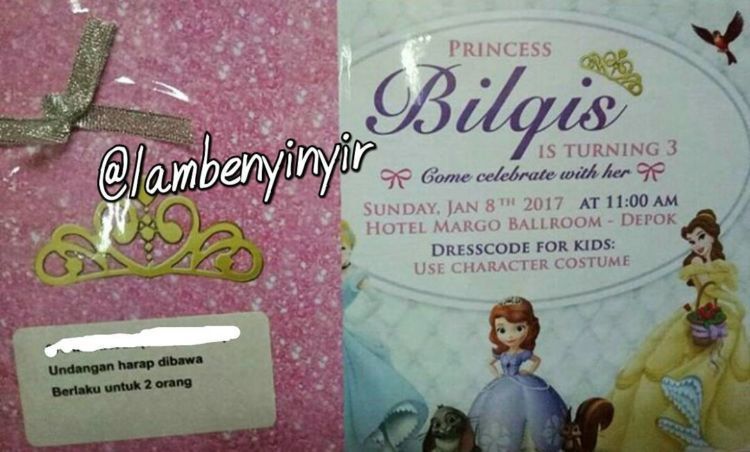 @lambenyinyir
Undangan harap dibawa
Berlaku untuk 2 orang
PRINCESS
Bilqis
IS TURNING 3
Come celebrate with her
SUNDAY, JAN 8TH 2017 AT 11:00 AM
HOTEL MARGO BALLROOM - DEPOK
DRESSCODE FOR KIDS:
USE CHARACTER COSTUME